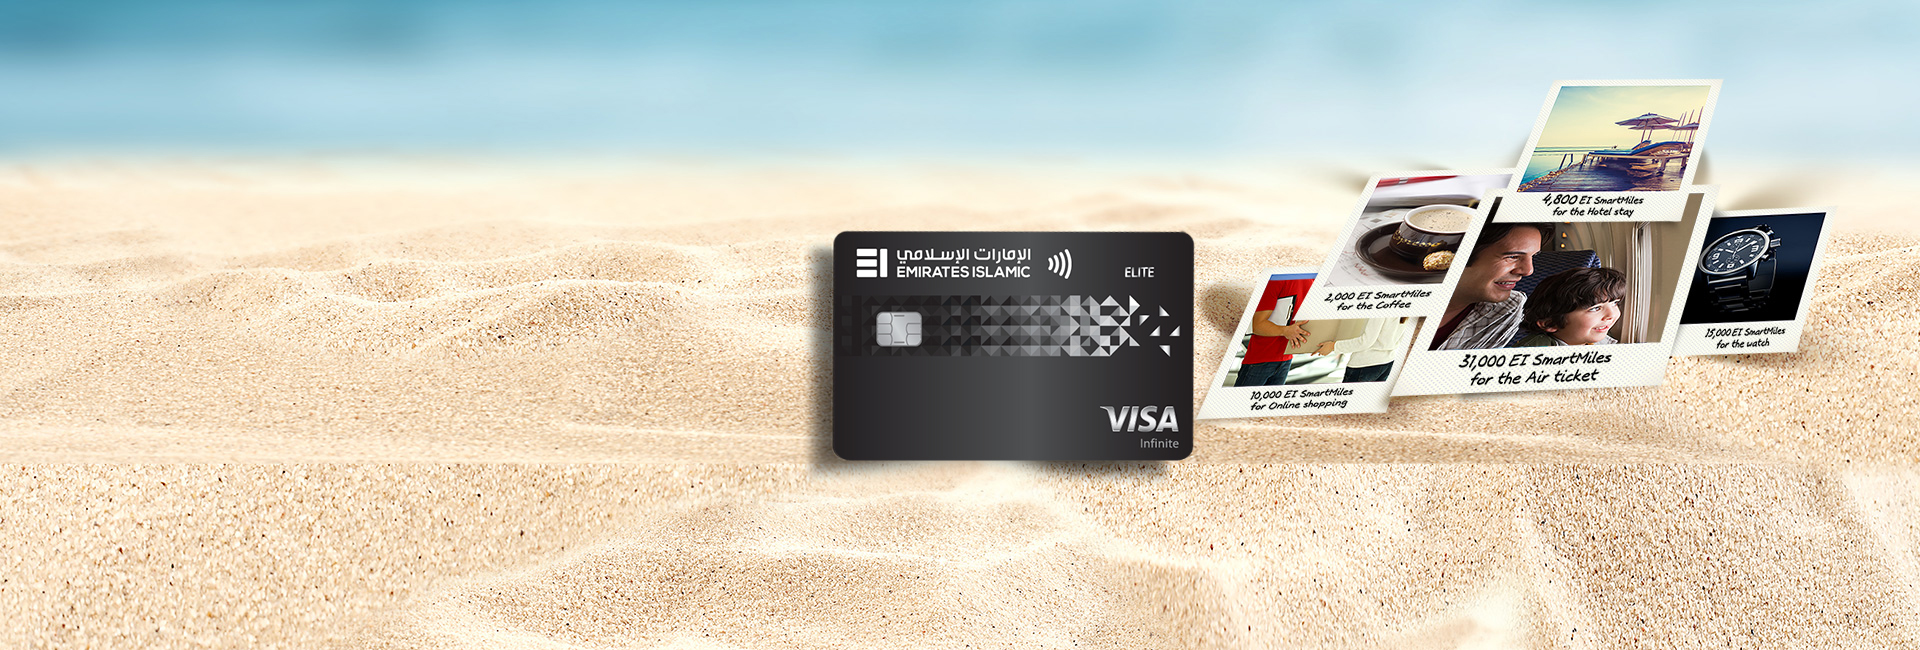 EI الإمارات الإسلامي
EMIRATES ISLAMIC
ELITE
VISA
Infinite
4,800 EI SmartMiles
for the Hotel stay
2,000 EI SmartMiles
for the Coffee
31,000 EI SmartMiles
for the Air ticket
15,000 EI SmartMiles
for the watch
10,000 EI SmartMiles
for Online shopping